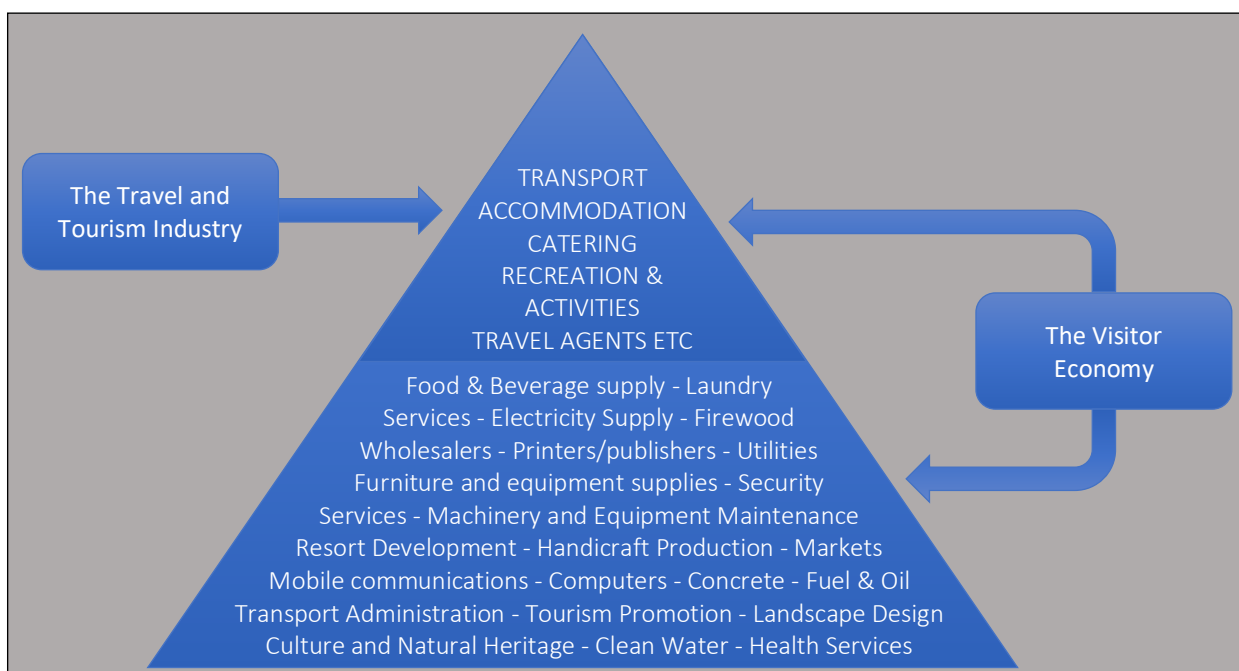 The Travel and
Tourism Industry
TRANSPORT
ACCOMMODATION
CATERING
RECREATION &
ACTIVITIES
TRAVEL AGENTS ETC
The Visitor
Economy
Food & Beverage supply - Laundry
Services - Electricity Supply - Firewood
Wholesalers - Printers/publishers - Utilities
Furniture and equipment supplies - Security
Services - Machinery and Equipment Maintenance
Resort Development - Handicraft Production - Markets
Mobile communications - Computers - Concrete - Fuel & Oil
Transport Administration - Tourism Promotion - Landscape Design
Culture and Natural Heritage - Clean Water - Health Services